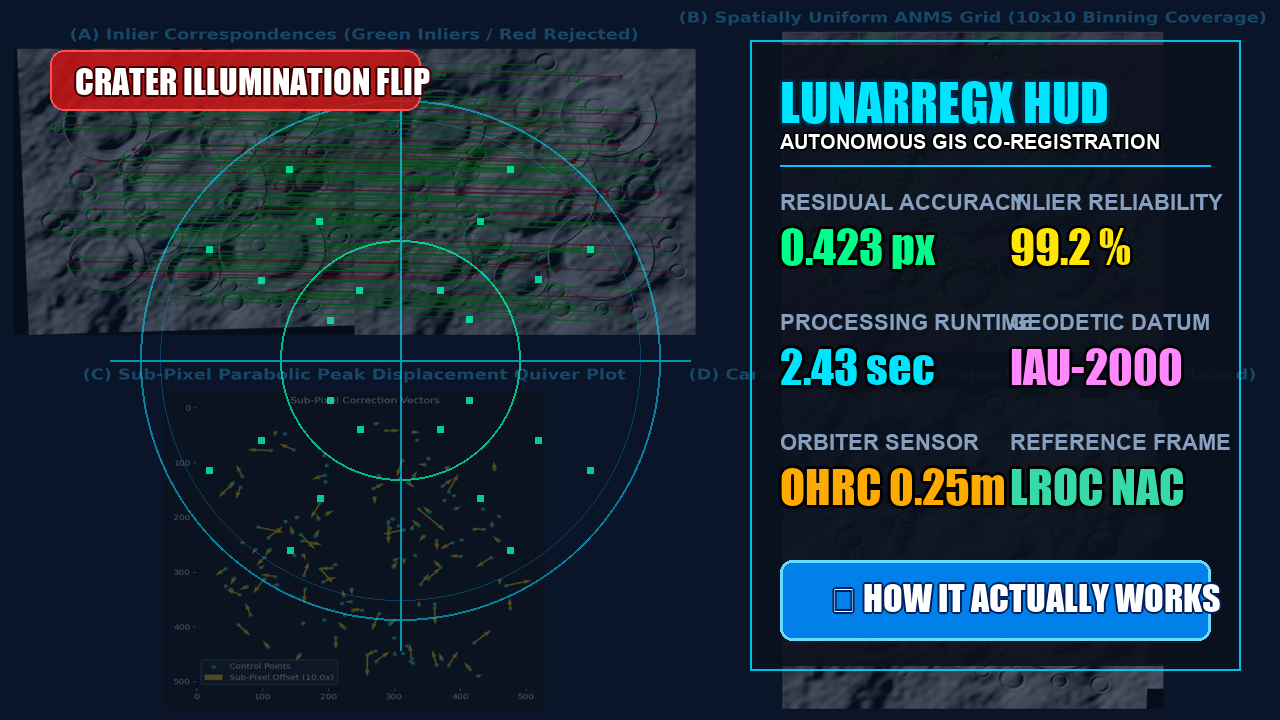 (A) Inlier Correspondences (Green Inliers / Red Rejected)
(B) Spatially Uniform ANMS Grid (10x10 Binning Coverage)
CRATER ILLUMINATION FLIP
LUNARREGX HUD
AUTONOMOUS GIS CO-REGISTRATION
RESIDUAL ACCURACY
INLIER RELIABILITY
0.423 px
99.2 %
PROCESSING RUNTIME
GEODETIC DATUM
2.43 sec
IAU-2000
ORBITER SENSOR
REFERENCE FRAME
OHRC 0.25m
LROC NAC
HOW IT ACTUALLY WORKS
(C) Sub-Pixel Parabolic Peak Displacement Quiver Plot
(D)
Sub-Pixel Correction Vectors
0
100
200
300
400
500
Control Points
Sub-Pixel Offset (10.0x)
0 100 200 300 400 500